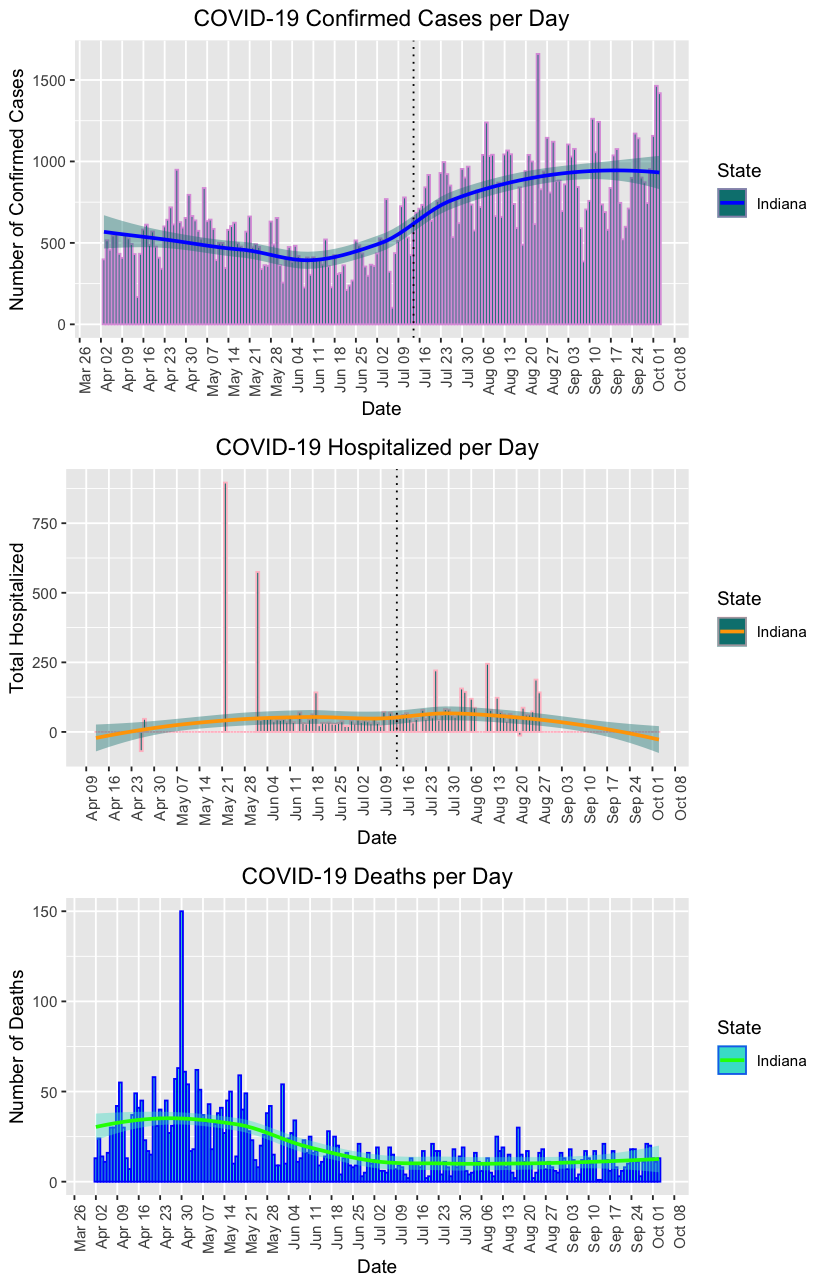 COVID-19 Confirmed Cases per Day
Number of Confirmed Cases
1500
1000
500
0
Mar 26
Apr 02
Apr 09
Apr 16
Apr 23
Apr 30
May 07
May 14
May 21
May 28
Jun 04
Jun 11
Jun 18
Jun 25
Jul 02
Jul 09
Jul 16
Jul 23
Jul 30
Aug 06
Aug 13
Aug 20
Aug 27
Sep 03
Sep 10
Sep 17
Sep 24
Oct 01
Oct 08
Date
State
Indiana
COVID-19 Hospitalized per Day
Total Hospitalized
750
500
250
0
Apr 09
Apr 16
Apr 23
Apr 30
May 07
May 14
May 21
May 28
Jun 04
Jun 11
Jun 18
Jun 25
Jul 02
Jul 09
Jul 16
Jul 23
Jul 30
Aug 06
Aug 13
Aug 20
Aug 27
Sep 03
Sep 10
Sep 17
Sep 24
Oct 01
Oct 08
Date
State
Indiana
COVID-19 Deaths per Day
Number of Deaths
150
100
50
0
Mar 26
Apr 02
Apr 09
Apr 16
Apr 23
Apr 30
May 07
May 14
May 21
May 28
Jun 04
Jun 11
Jun 18
Jun 25
Jul 02
Jul 09
Jul 16
Jul 23
Jul 30
Aug 06
Aug 13
Aug 20
Aug 27
Sep 03
Sep 10
Sep 17
Sep 24
Oct 01
Oct 08
Date
State
Indiana